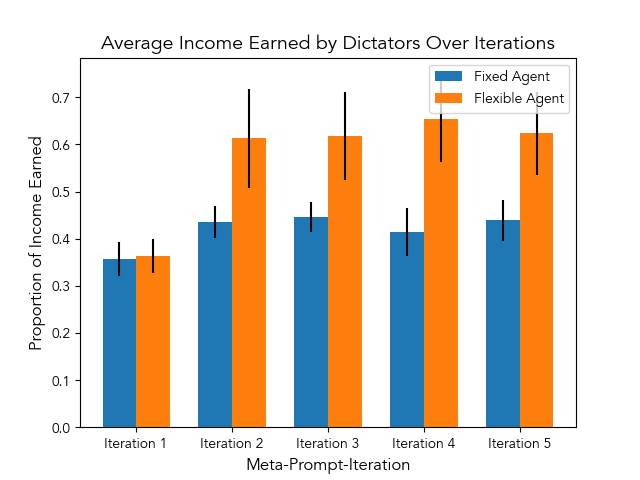 Average Income Earned by Dictators Over Iterations
Fixed Agent
Flexible Agent
Proportion of Income Earned
0.7
0.6
0.5
0.4
0.3
0.2
0.1
0.0
Iteration 1
Iteration 2
Iteration 3
Iteration 4
Iteration 5
Meta-Prompt-Iteration